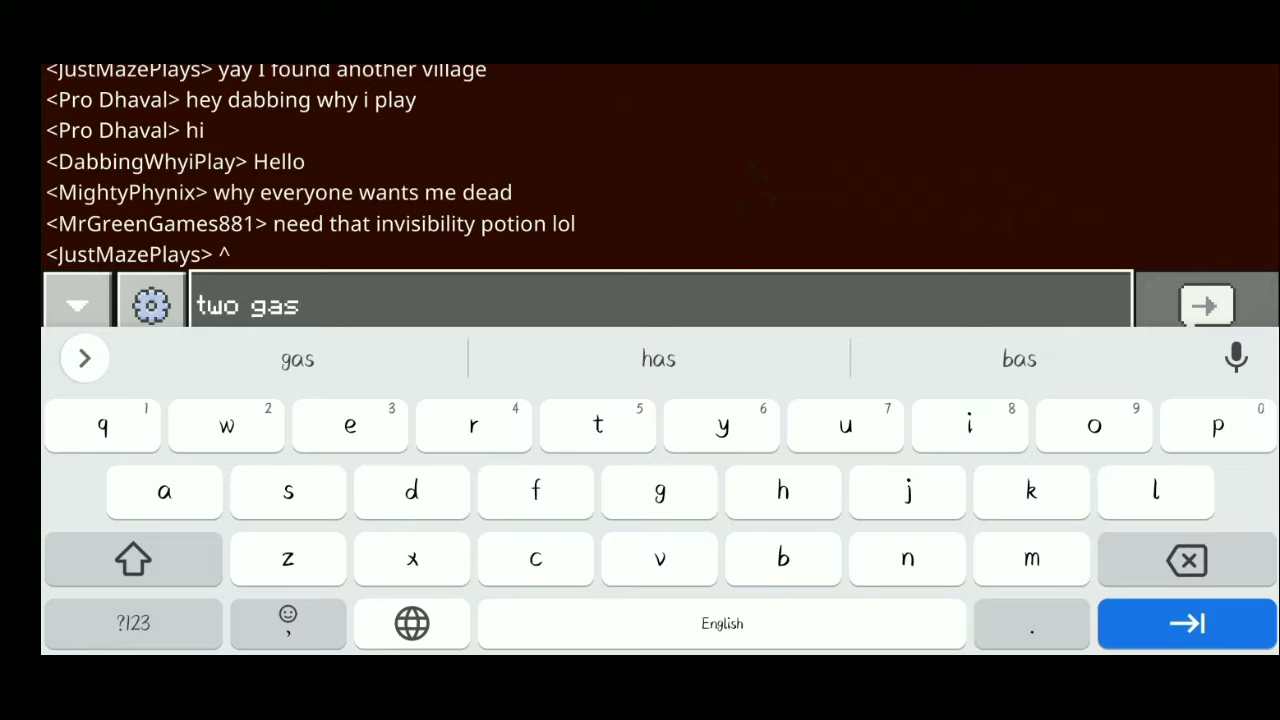 <JustMazePlays> yay I found another village
<Pro Dhaval> hey dabbing why i play
<Pro Dhaval> hi
<DabbingWhyiPlay> Hello
<MightyPhynix> why everyone wants me dead
<MrGreenGames881> need that invisibility potion lol
<JustMazePlays> ^
two gas
gas has bas
q 1 w 2 e 3 r 4 t 5 y 6 u 7 i 8 o 9 p 0
a s d f g h j k l
z x c v b n m
?123 , English .